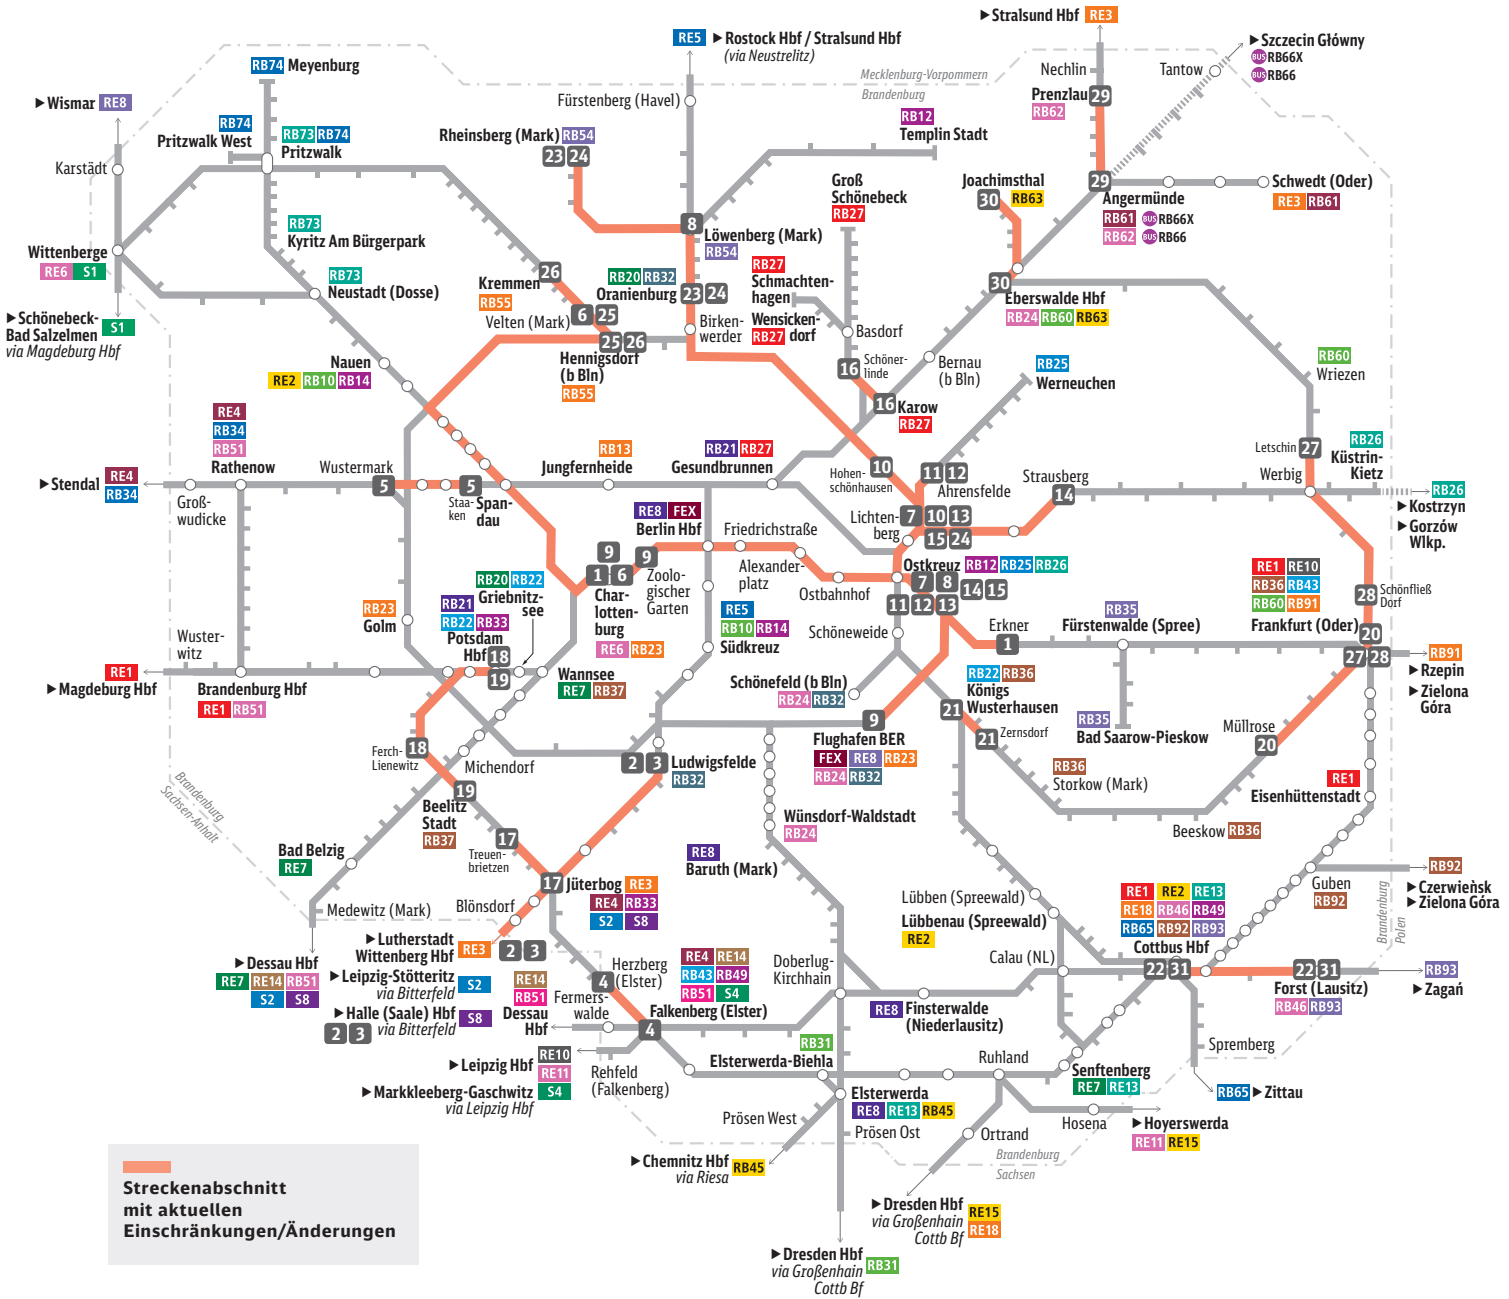 ▶ Stralsund Hbf RE3
RE5 ▶ Rostock Hbf / Stralsund Hbf
(via Neustrelitz)
▶ Szczecin Główny
BUS RB66X
BUS RB66
Tantow
Nechlin
Prenzlau 29
RB62
Mecklenburg-Vorpommern
Brandenburg
RB74 Meyenburg
▶ Wismar RE8
Fürstenberg (Havel)
RB74
Pritzwalk West
RB73 RB74
Pritzwalk
Rheinsberg (Mark) RB54
23 24
RB12
Templin Stadt
Karstädt
Groß
Schönebeck
RB27
Joachimsthal
30 RB63
29
Angermünde
RB61 BUS RB66X
RB62 BUS RB66
Schwedt (Oder)
RE3 RB61
RB73
Kyritz Am Bürgerpark
8
Löwenberg (Mark)
RB54
Wittenberge
RE6 S1
RB73
Neustadt (Dosse)
26
Kremmen
RB55
RB20 RB32
Oranienburg 23 24
RB27
Schmachten-
hagen
Wensicken-
dorf
RB27
30
Eberswalde Hbf
RB24 RB60 RB63
▶ Schönebeck-
Bad Salzelmen S1
via Magdeburg Hbf
Velten (Mark) 6 25
25 26
Hennigsdorf
(b Bln)
RB55
Birken-
werder
Basdorf
Schöner-
linde
16
16 Karow
RB27
Bernau
(b Bln)
RB25
Werneuchen
RB60
Wriezen
Nauen
RE2 RB10 RB14
RE4
RB34
RB51
Rathenow
Wustermark
5
5
Staa-
ken
Span-
dau
RB13
Jungfernheide
RB21 RB27
Gesundbrunnen
10
Hohen-
schönhausen
11 12
Ahrensfelde
Strausberg
14
Letschin 27
Werbig
RB26
Küstrin-
Kietz
▶ Stendal RE4
RB34
Groß-
wudicke
RB26
▶ Kostrzyn
▶ Gorzów
Wlkp.
RE8 FEX
Berlin Hbf
Friedrichstraße
Lichten-
berg
7 10 13
15 24
Alexander-
platz
Ostbahnhof
Ostkreuz RB12 RB25 RB26
7 8 14 15
11 12 13
9
1 6
9
Zoolo-
gischer
Garten
Char-
lotten-
burg
RE6 RB23
RB20 RB22
Griebnitz-
see
RB21
RB22 RB33
Potsdam
Hbf 18
19
RB23
Golm
RE5
RB10 RB14
Südkreuz
RE1 RE10
RB36 RB43
RB60 RB91
Frankfurt (Oder) 20
27 28
28 Schönfließ
Dorf
Schöneweide
Erkner
1
RB35
Fürstenwalde (Spree)
RB91
▶ Rzepin
▶ Zielona
Góra
Wuster-
witz
RE1
▶ Magdeburg Hbf
Brandenburg Hbf
RE1 RB51
Wannsee
RE7 RB37
Schönefeld (b Bln)
RB24 RB32
RB22 RB36
Königs
Wusterhausen
21
21 Zernsdorf
RB35
Bad Saarow-Pieskow
Müllrose
20
9
Flughafen BER
FEX RE8 RB23
RB24 RB32
RB36
Storkow (Mark)
Beeskow RB36
RE1
Eisenhüttenstadt
Ferch-
Lienewitz
18
Michendorf
2 3 Ludwigsfelde
RB32
19
Beelitz
Stadt
RB37
17
Treuen-
brietzen
Brandenburg
Sachsen-Anhalt
Wünsdorf-Waldstadt
RB24
Bad Belzig
RE7
RE8
Baruth (Mark)
Medewitz (Mark)
17 Jüterbog RE3
RE4 RB33
S2 S8
Blönsdorf
▶ Lutherstadt
Wittenberg Hbf RE3 2 3
▶ Dessau Hbf
RE7 RE14 RB51
S2 S8
▶ Leipzig-Stötteritz
via Bitterfeld S2
▶ Halle (Saale) Hbf
via Bitterfeld S8
2 3
RE14
RB51
Dessau
Hbf
Fermers-
walde
4
Herzberg
(Elster)
RE4 RE14
RB43 RB49
RB51 S4
Falkenberg (Elster)
4
Lübben (Spreewald)
Lübbenau (Spreewald)
RE2
RE1 RE2 RE13
RE18 RB46 RB49
RB65 RB92 RB93
Cottbus Hbf
22 31
Guben
RB92
RB92
▶ Czerwieńsk
▶ Zielona Góra
Brandenburg
Polen
Doberlug-
Kirchhain
Calau (NL)
22 31
Forst (Lausitz)
RB46 RB93
RB93
▶ Zagań
RE8 Finsterwalde
(Niederlausitz)
▶ Leipzig Hbf RE10
RE11
▶ Markkleeberg-Gaschwitz S4
via Leipzig Hbf
Rehfeld
(Falkenberg)
RB31
Elsterwerda-Biehla
Elsterwerda
RE8 RE13 RB45
Ruhland
Senftenberg
RE7 RE13
Spremberg
RB65 ▶ Zittau
Prösen West
Prösen Ost
Ortrand
Hosena
▶ Hoyerswerda
RE11 RE15
▶ Chemnitz Hbf RB45
via Riesa
Brandenburg
Sachsen
▶ Dresden Hbf
via Großenhain
Cottb Bf
RE15
RE18
▶ Dresden Hbf
via Großenhain
Cottb Bf
RB31
Streckenabschnitt
mit aktuellen
Einschränkungen/Änderungen